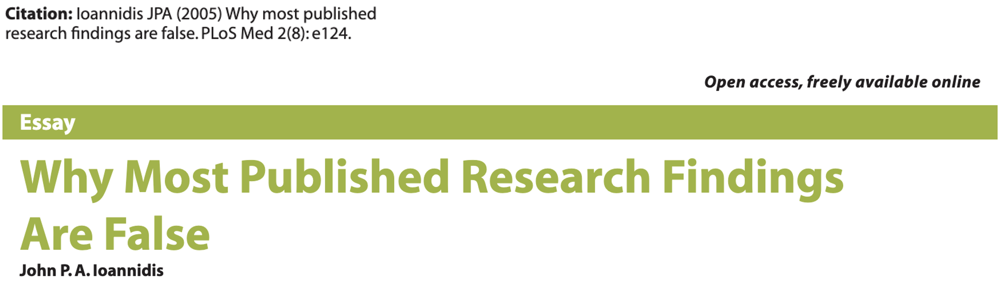 Citation: Ioannidis JPA (2005) Why most published
research findings are false. PLoS Med 2(8): e124.
Open access, freely available online
Essay
Why Most Published Research Findings
Are False
John P. A. Ioannidis